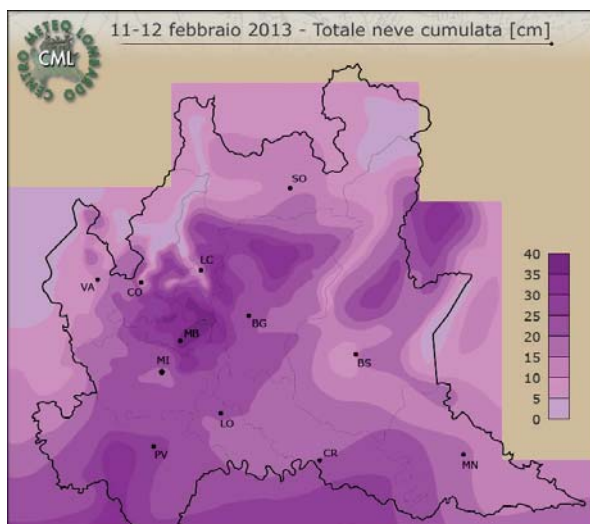 11-12 febbraio 2013 - Totale neve cumulata [cm]
CENTRO METEO LOMBARDO
CML
SO
LC
VA
CO
BG
MB
MI
BS
LO
PV
CR
MN
40
35
30
25
20
15
10
5
0